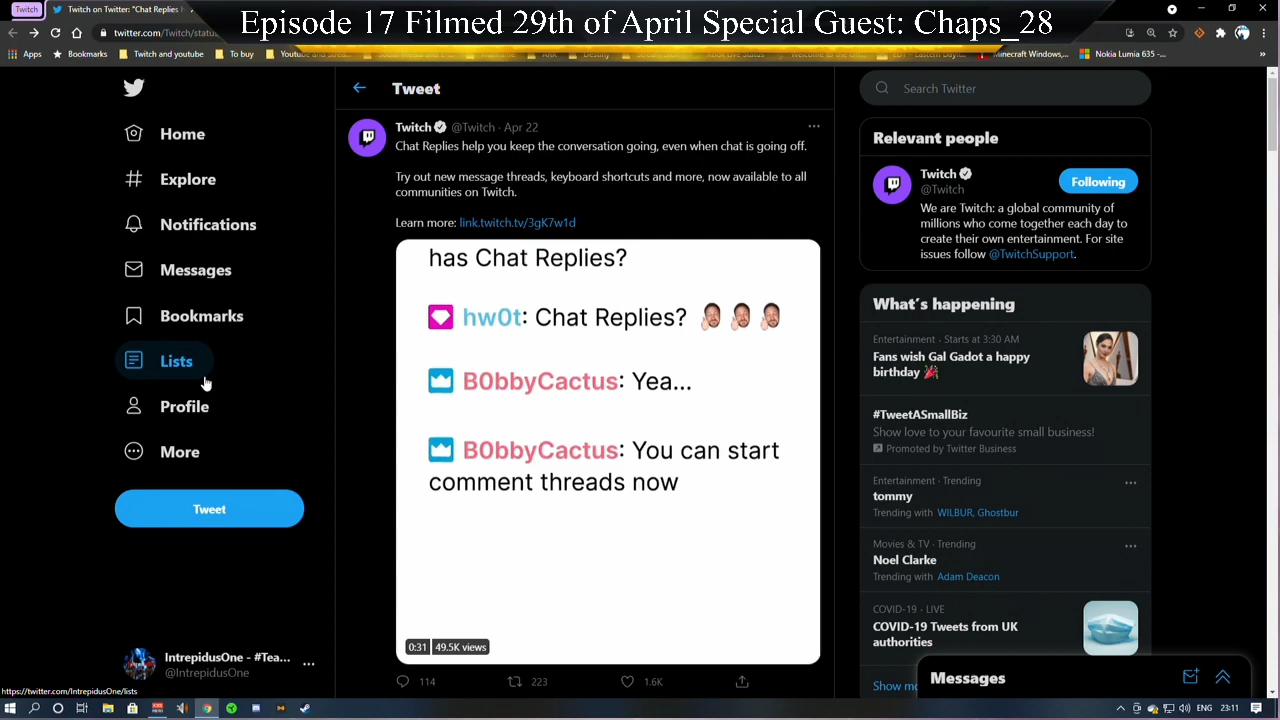 Episode 17 Filmed 29th of April Special Guest: Chaps_28
Twitch
Twitch on Twitter: "Chat Replies
twitter.com/Twitch/statu
Apps
Bookmarks
Twitch and youtube
To buy
Minecraft Windows,...
Nokia Lumia 635 -...
Home
Explore
Notifications
Messages
Bookmarks
Lists
Profile
More
Tweet
IntrepidusOne - #Tea...
@IntrepidusOne
https://twitter.com/IntrepidusOne/lists
Tweet
Twitch @Twitch · Apr 22
Chat Replies help you keep the conversation going, even when chat is going off.
Try out new message threads, keyboard shortcuts and more, now available to all
communities on Twitch.
Learn more: link.twitch.tv/3gK7w1d
has Chat Replies?
hw0t: Chat Replies?
B0bbyCactus: Yea...
B0bbyCactus: You can start
comment threads now
0:31 49.5K views
114
223
1.6K
Search Twitter
Relevant people
Twitch
@Twitch
Following
We are Twitch: a global community of
millions who come together each day to
create their own entertainment. For site
issues follow @TwitchSupport.
What's happening
Entertainment · Starts at 3:30 AM
Fans wish Gal Gadot a happy
birthday
#TweetASmallBiz
Show love to your favourite small business!
Promoted by Twitter Business
Entertainment · Trending
tommy
Trending with WILBUR, Ghostbur
Movies & TV · Trending
Noel Clarke
Trending with Adam Deacon
COVID-19 · LIVE
COVID-19 Tweets from UK
authorities
Show mo
Messages
ENG
23:11